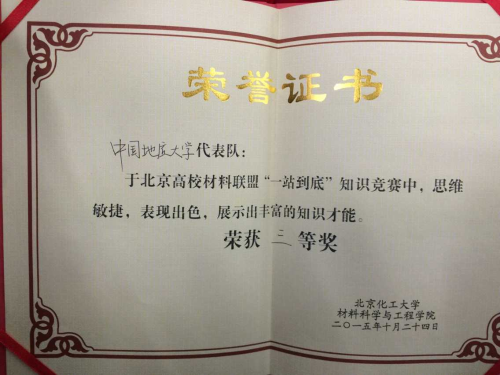 荣誉证书
中国地质大学代表队:
于北京高校材料联盟“一站到底”知识竞赛中，思维
敏捷，表现出色，展示出丰富的知识才能。
荣获 等奖
北京化工大学
材料科学与工程学院
二〇一五年十月二十四日